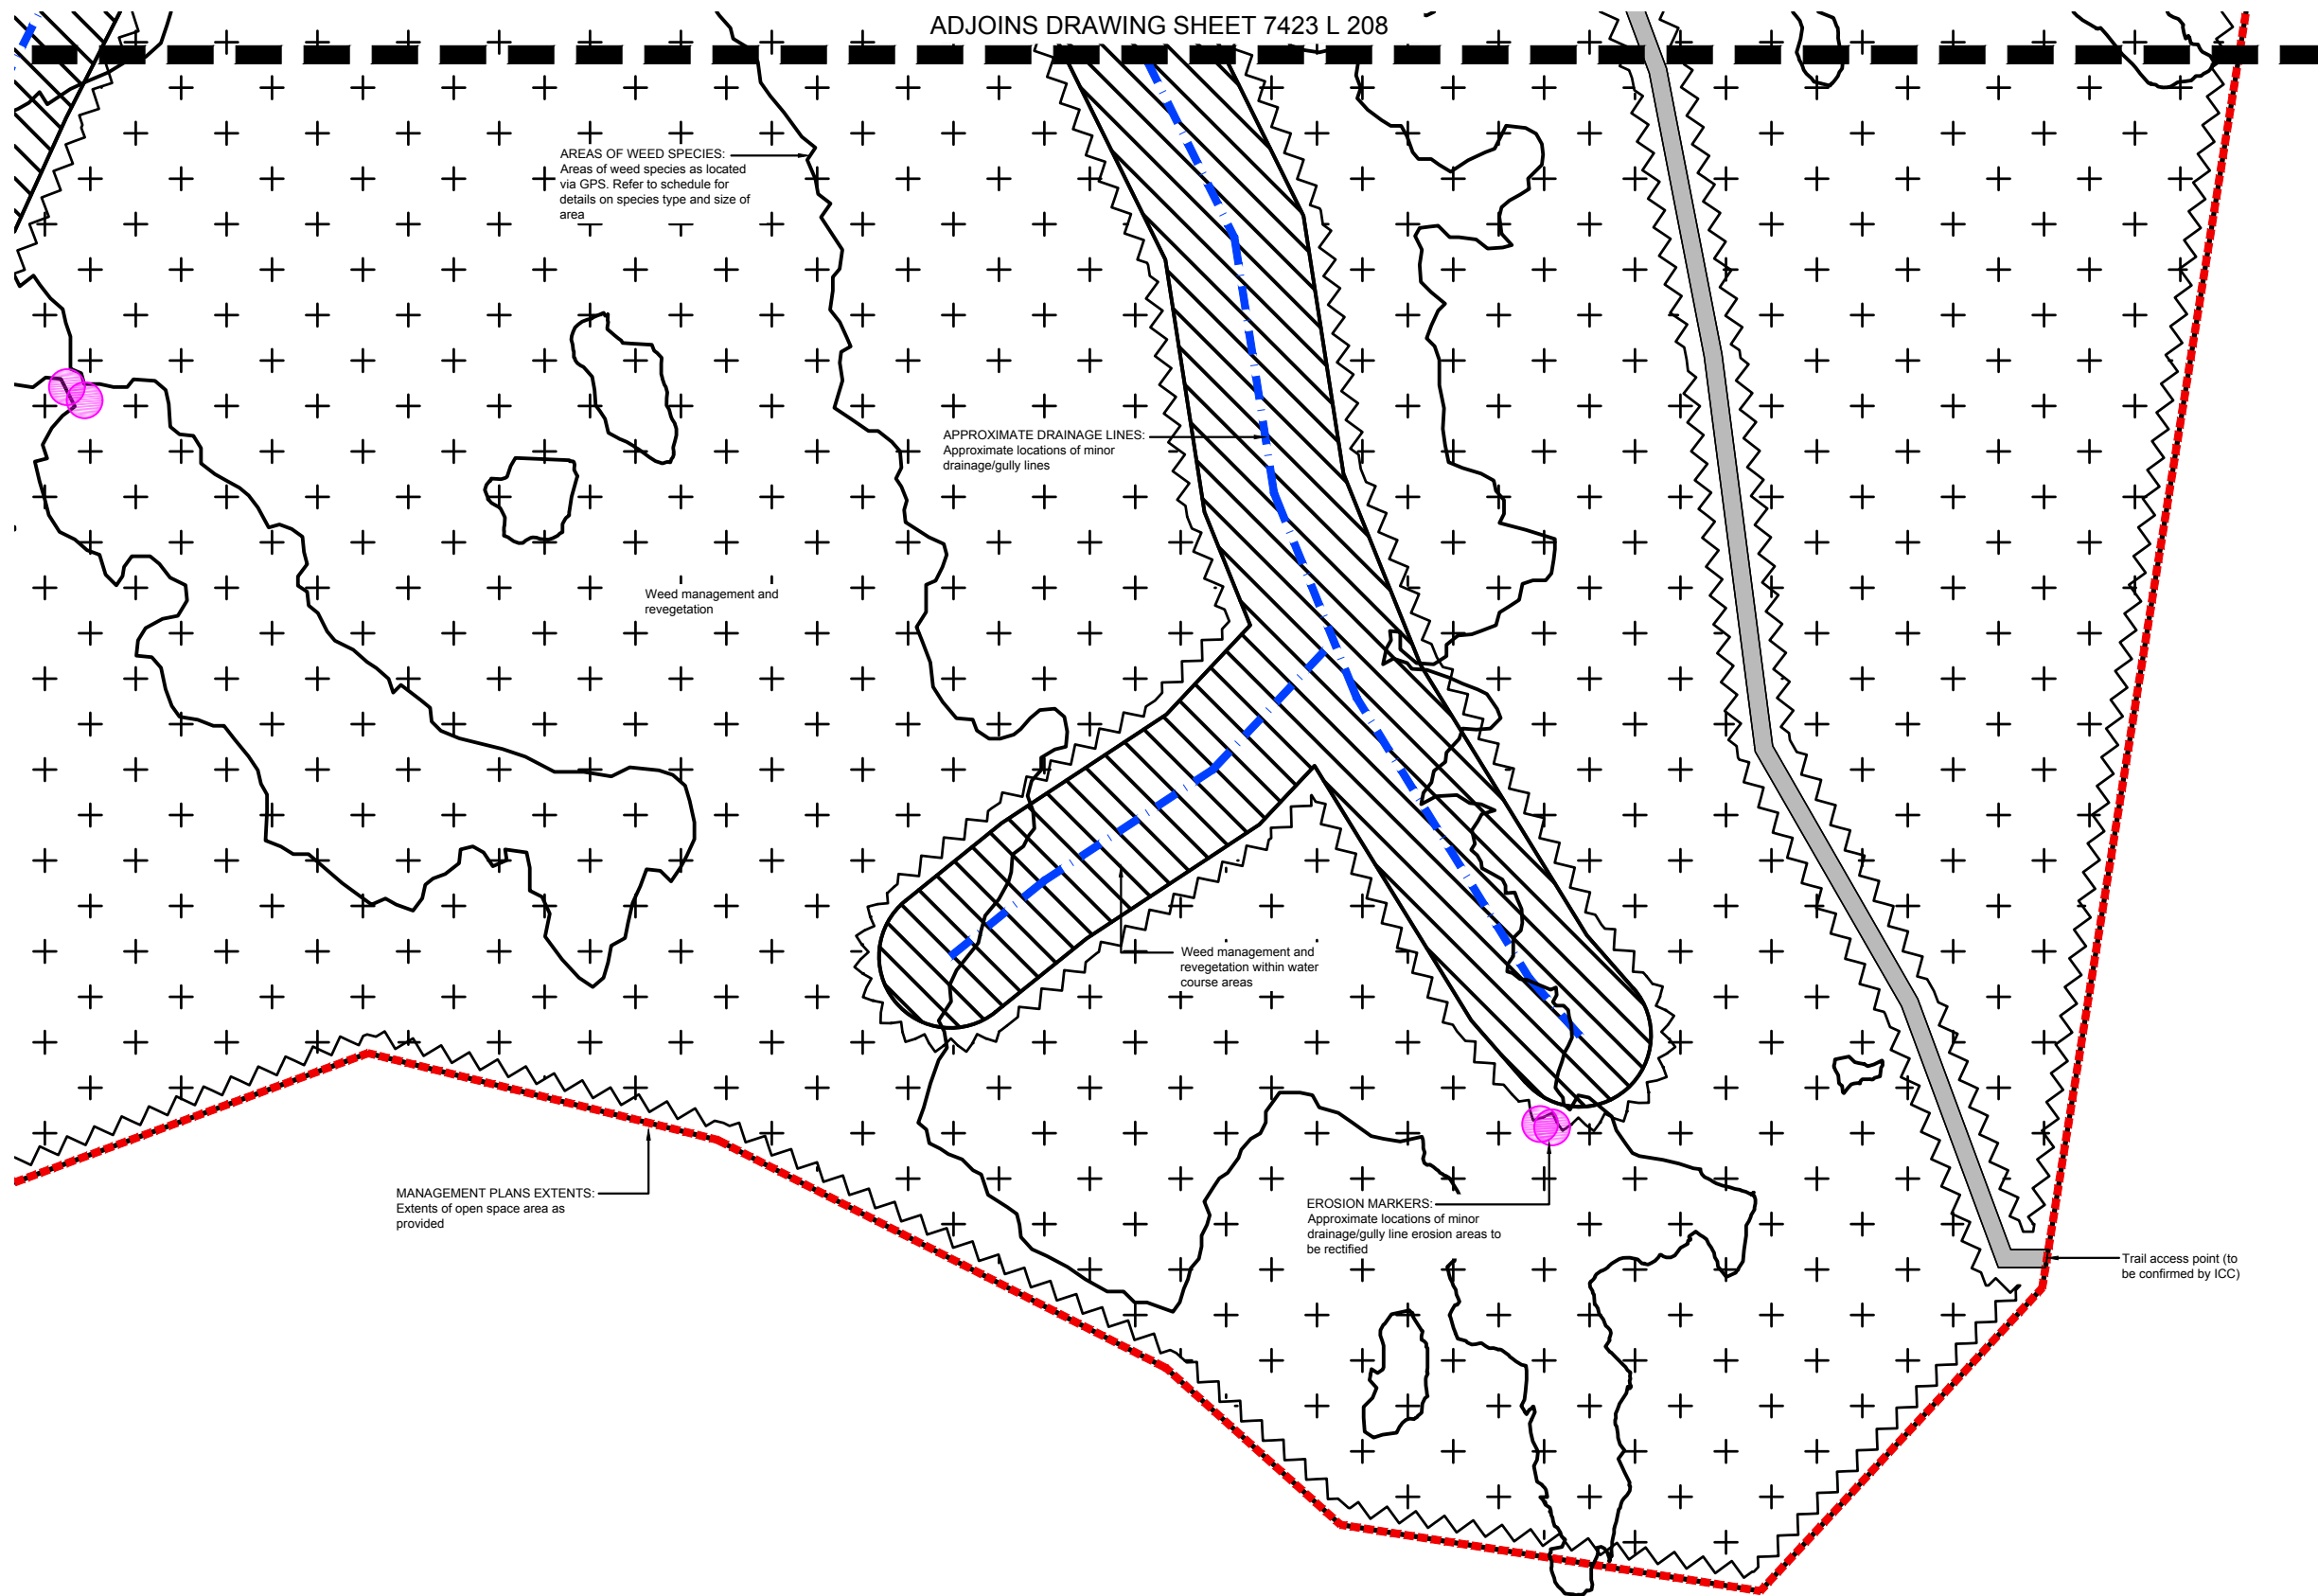 ADJOINS DRAWING SHEET 7423 L 208
AREAS OF WEED SPECIES:
Areas of weed species as located
via GPS. Refer to schedule for
details on species type and size of
area
APPROXIMATE DRAINAGE LINES:
Approximate locations of minor
drainage/gully lines
Weed management and
revegetation
Weed management and
revegetation within water
course areas
MANAGEMENT PLANS EXTENTS:
Extents of open space area as
provided
EROSION MARKERS:
Approximate locations of minor
drainage/gully line erosion areas to
be rectified
Trail access point (to
be confirmed by ICC)